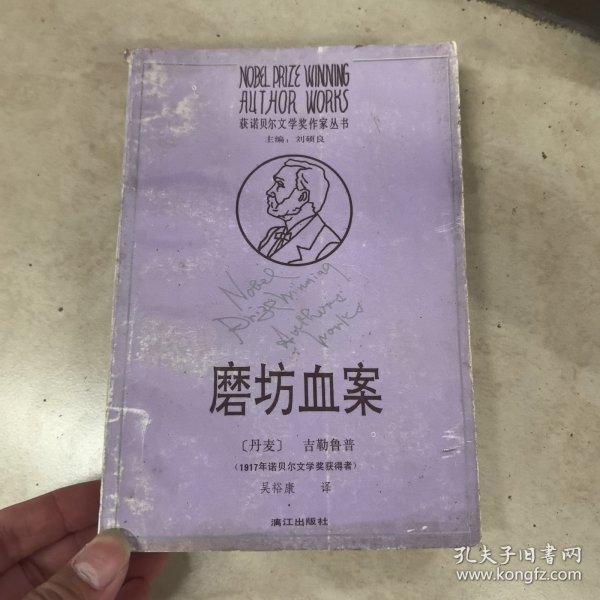 NOBEL PRIZE WINNING
AUTHOR WORKS
获诺贝尔文学奖作家丛书
主编：刘硕良
Nobel
Prize Winning
Authors'
Works
磨坊血案
〔丹麦〕 吉勒鲁普
（1917年诺贝尔文学奖获得者）
吴裕康 译
漓江出版社
孔夫子旧书网
www.kongfz.com